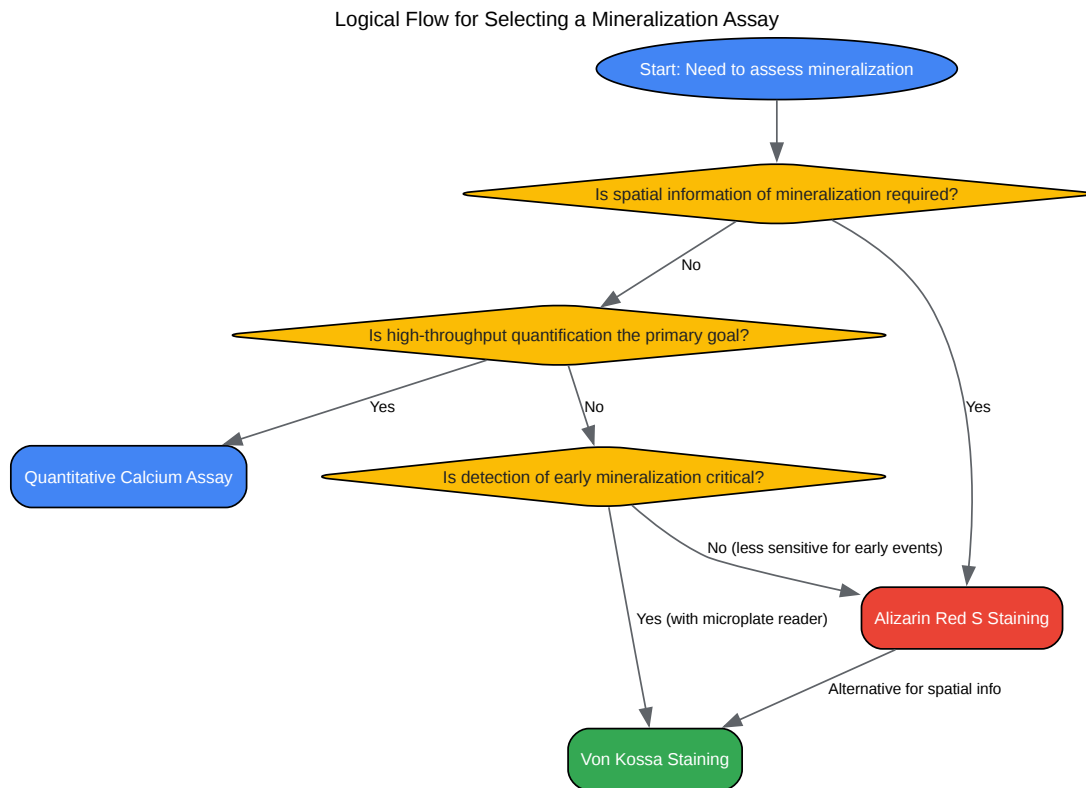 Logical Flow for Selecting a Mineralization Assay
Start: Need to assess mineralization
Is spatial information of mineralization required?
No
Is high-throughput quantification the primary goal?
Yes
No
Yes
Quantitative Calcium Assay
Is detection of early mineralization critical?
No (less sensitive for early events)
Yes (with microplate reader)
Alizarin Red S Staining
Alternative for spatial info
Von Kossa Staining